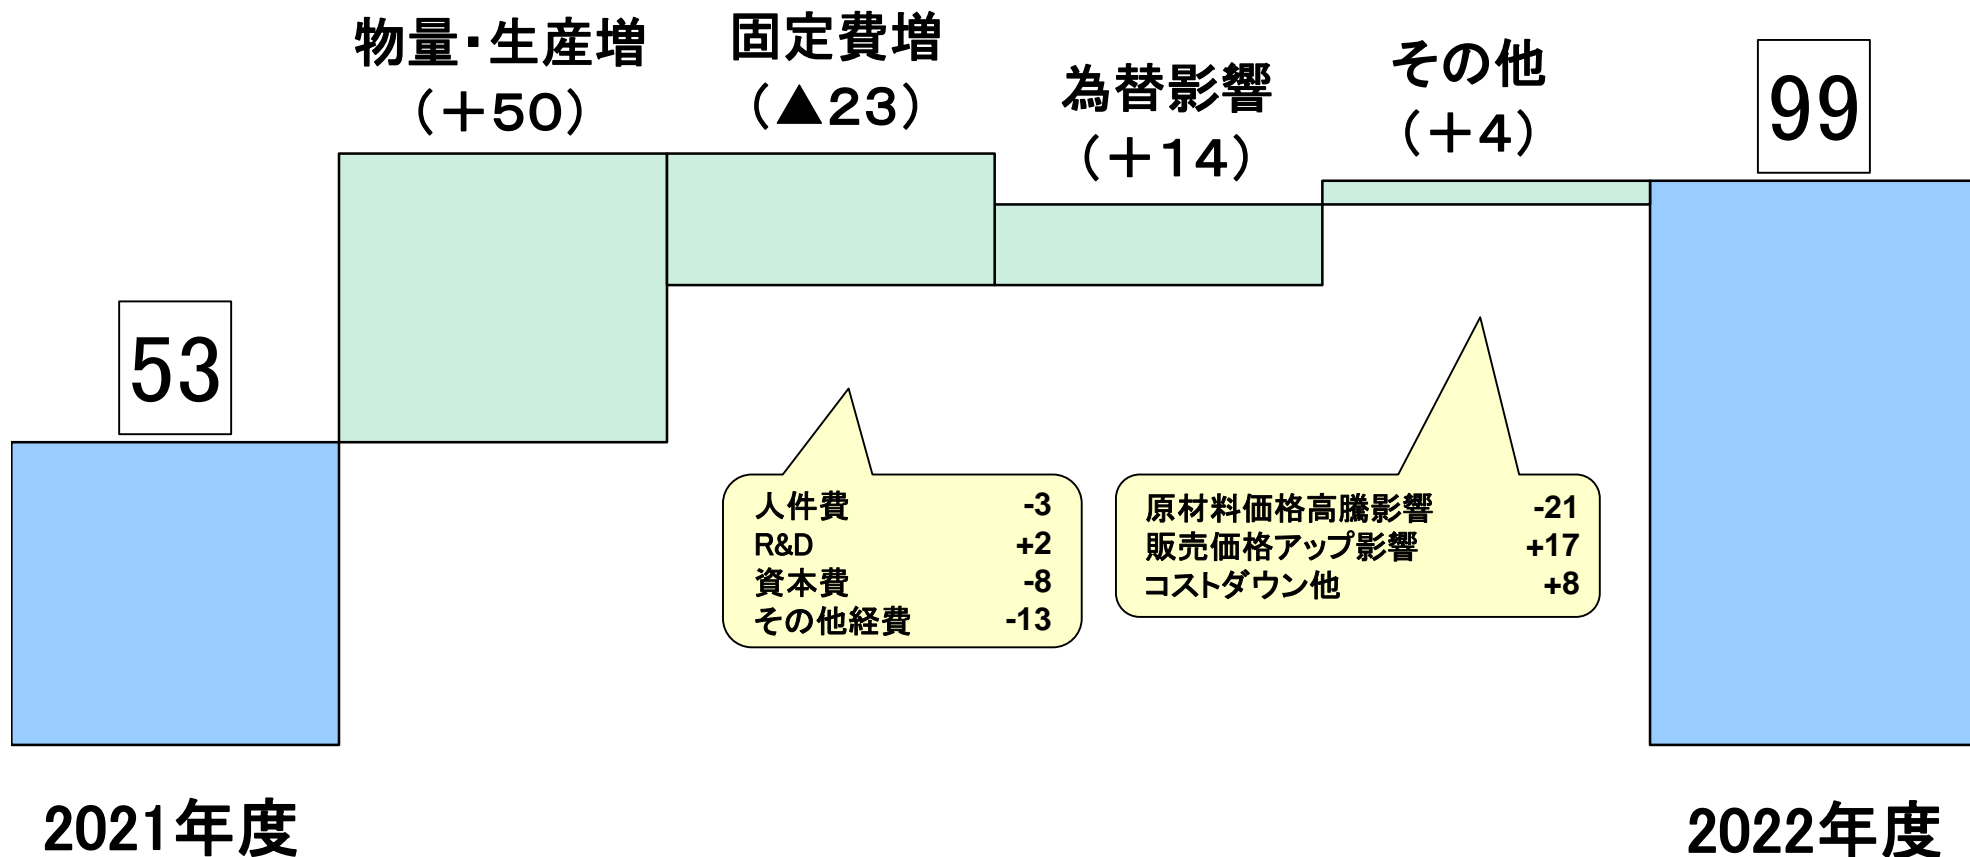 物量・生産増
（＋50）
固定費増
（▲23）
為替影響
（＋14）
その他
（＋4）
99
53
人件費 -3
R&D +2
資本費 -8
その他経費 -13
原材料価格高騰影響 -21
販売価格アップ影響 +17
コストダウン他 +8
2021年度
2022年度